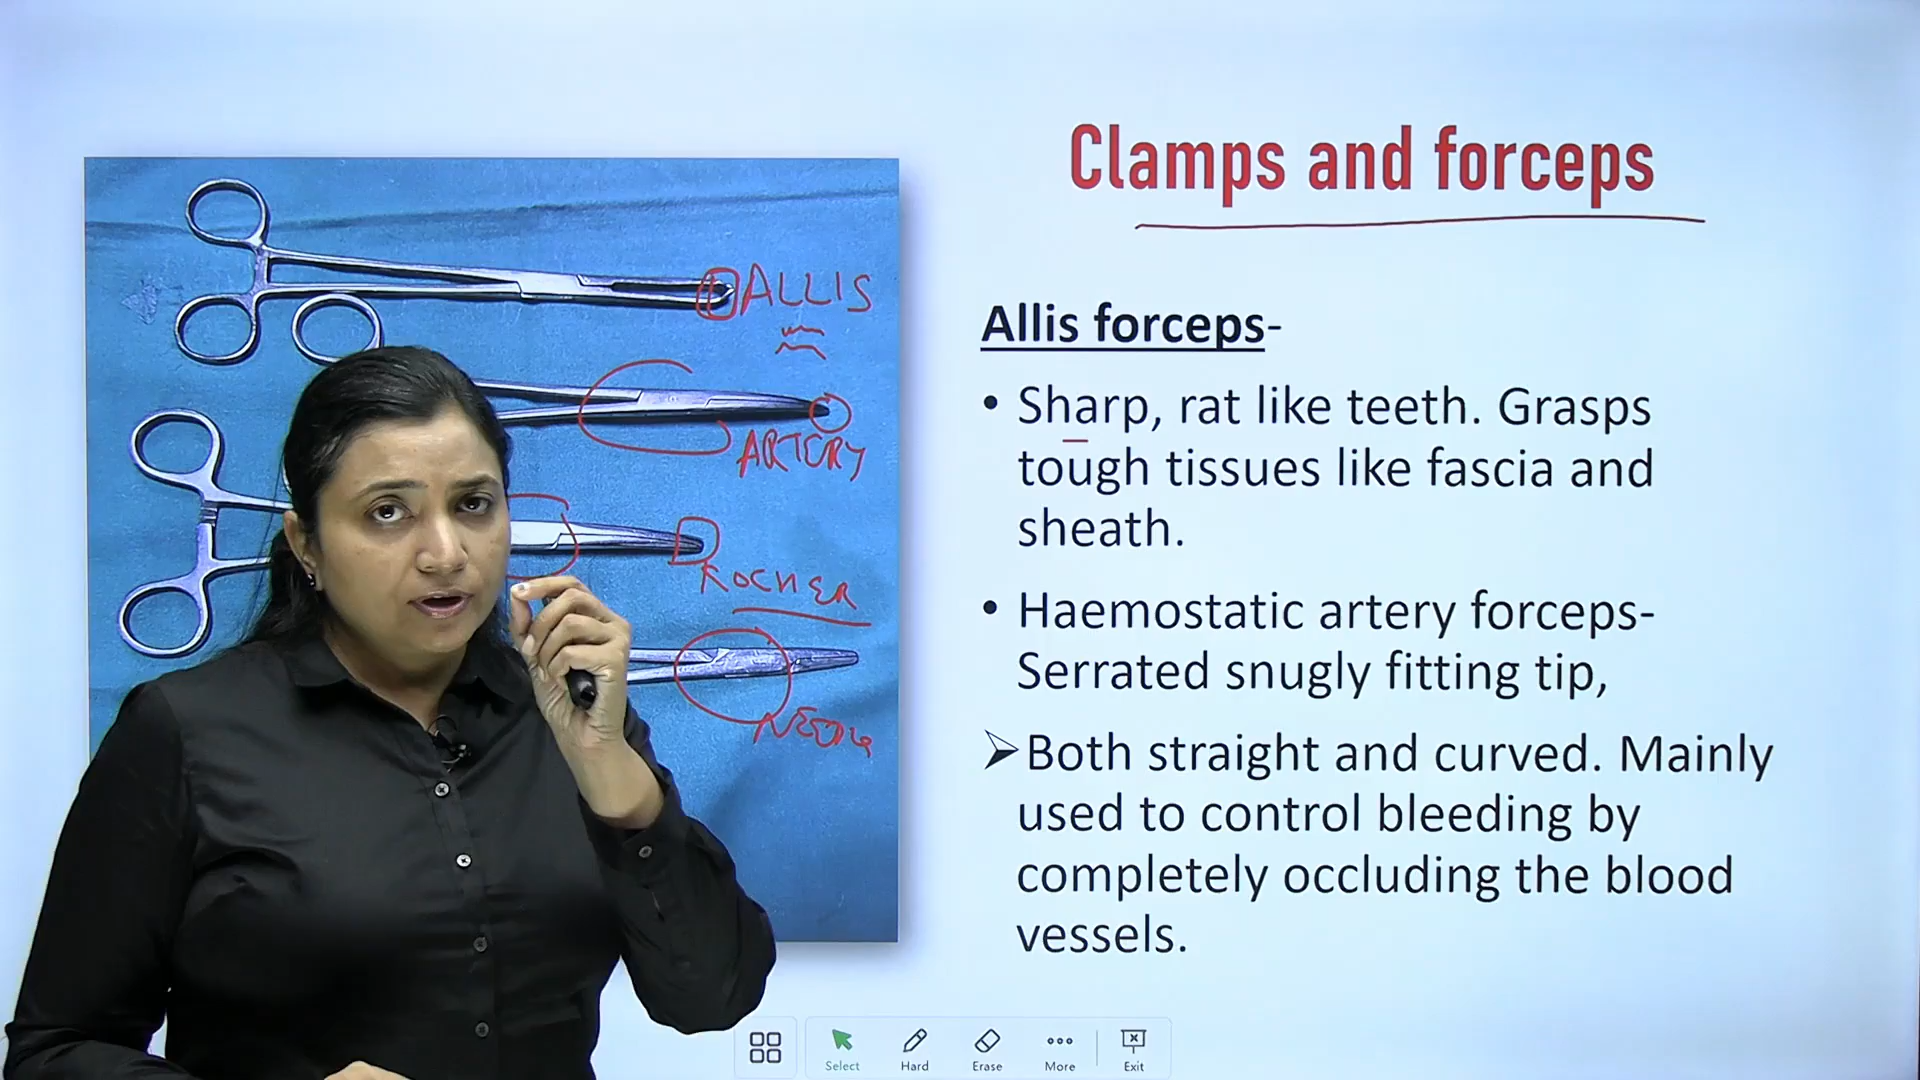 Clamps and forceps
ALLIS
ARTERY
KOCHER
Allis forceps-
• Sharp, rat like teeth. Grasps
tough tissues like fascia and
sheath.
• Haemostatic artery forceps-
Serrated snugly fitting tip,
➢Both straight and curved. Mainly
used to control bleeding by
completely occluding the blood
vessels.
Select
Hard
Erase
More
Exit